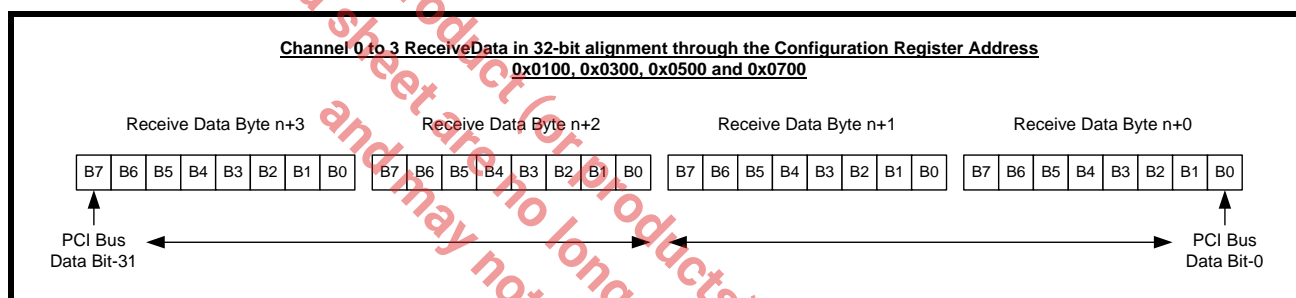 Channel 0 to 3 ReceiveData in 32-bit alignment through the Configuration Register Address
0x0100, 0x0300, 0x0500 and 0x0700
Receive Data Byte n+3 Receive Data Byte n+2 Receive Data Byte n+1 Receive Data Byte n+0
B7 B6 B5 B4 B3 B2 B1 B0 B7 B6 B5 B4 B3 B2 B1 B0 B7 B6 B5 B4 B3 B2 B1 B0 B7 B6 B5 B4 B3 B2 B1 B0
PCI Bus
Data Bit-31
PCI Bus
Data Bit-0
product (or products
sheet are no long
and may not